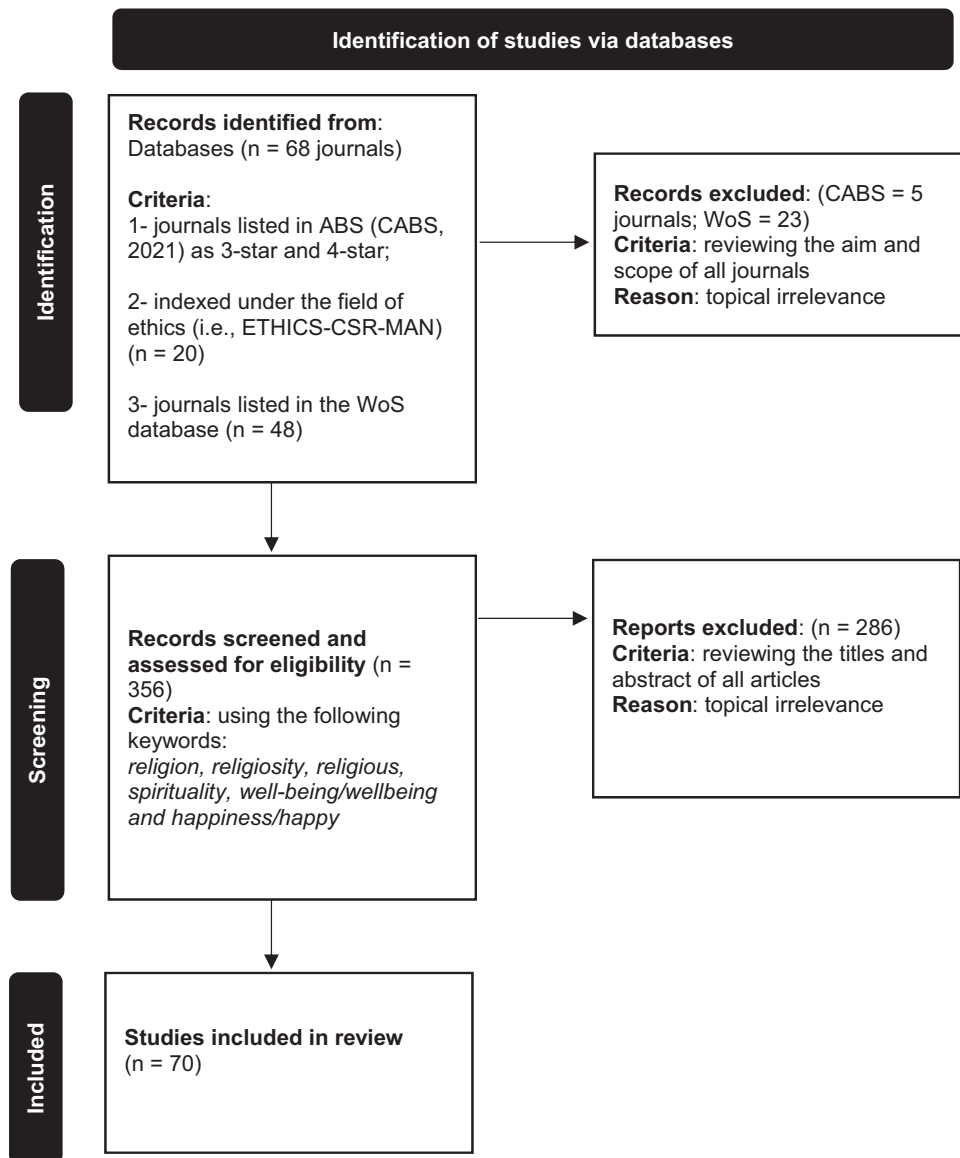 Identification of studies via databases
Identification
Records identified from:
Databases (n = 68 journals)
Criteria:
1- journals listed in ABS (CABS,
2021) as 3-star and 4-star;
2- indexed under the field of
ethics (i.e., ETHICS-CSR-MAN)
(n = 20)
3- journals listed in the WoS
database (n = 48)
Records excluded: (CABS = 5
journals; WoS = 23)
Criteria: reviewing the aim and
scope of all journals
Reason: topical irrelevance
Screening
Records screened and
assessed for eligibility (n =
356)
Criteria: using the following
keywords:
religion, religiosity, religious,
spirituality, well-being/wellbeing
and happiness/happy
Reports excluded: (n = 286)
Criteria: reviewing the titles and
abstract of all articles
Reason: topical irrelevance
Included
Studies included in review
(n = 70)